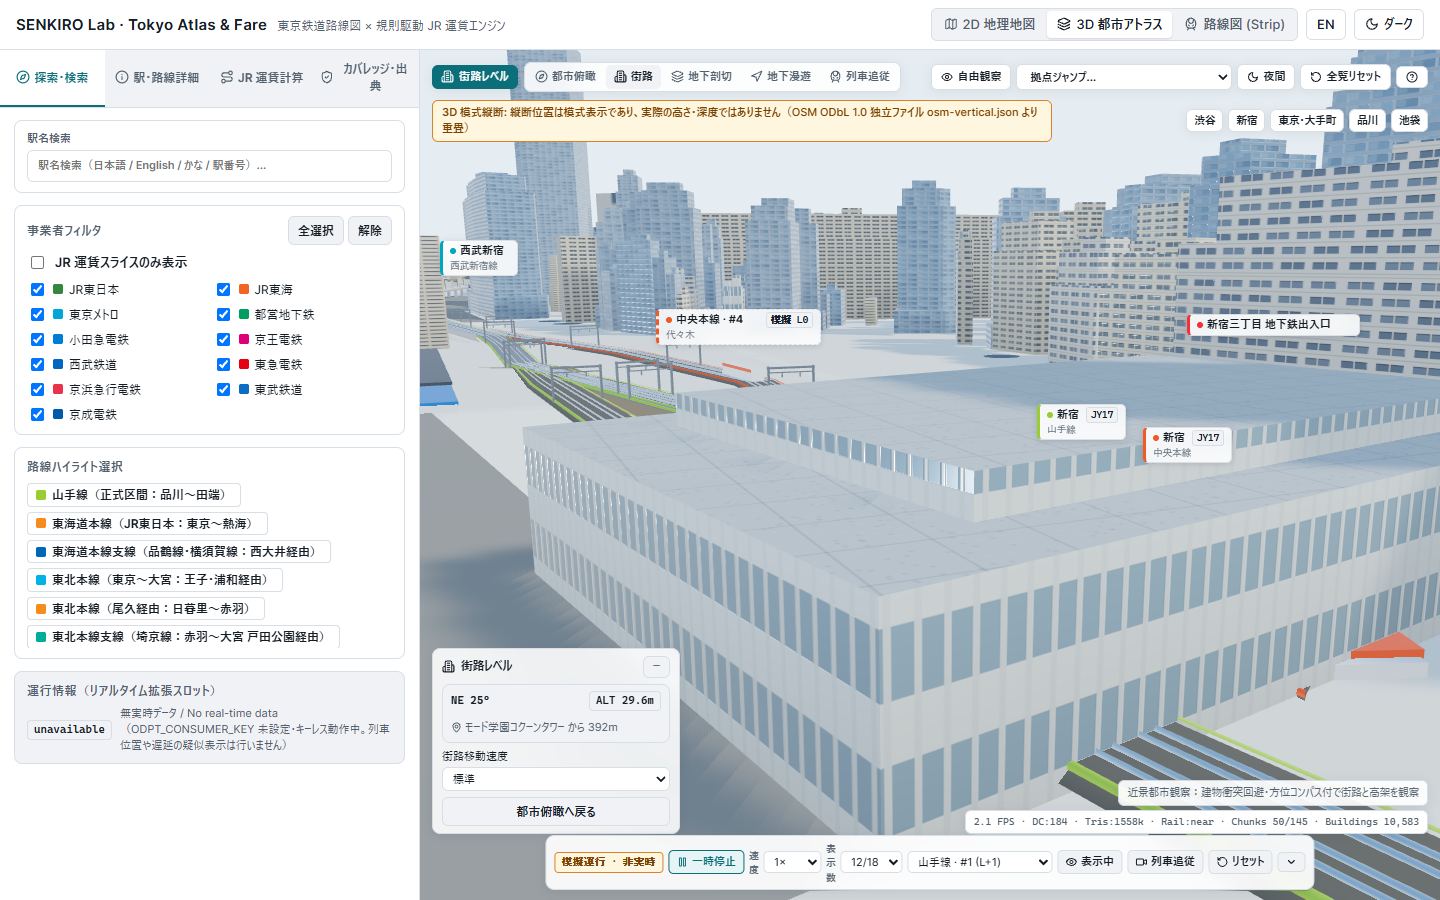 SENKIRO Lab · Tokyo Atlas & Fare 東京鉄道路線図 × 規則駆動 JR 運賃エンジン
2D 地理地図 3D 都市アトラス 路線図 (Strip) EN ダーク
探索・検索 駅・路線詳細 JR 運賃計算 カバレッジ・出典
駅名検索
駅名検索（日本語 / English / かな / 駅番号）...
事業者フィルタ 全選択 解除
JR 運賃スライスのみ表示
JR東日本 JR東海
東京メトロ 都営地下鉄
小田急電鉄 京王電鉄
西武鉄道 東急電鉄
京浜急行電鉄 東武鉄道
京成電鉄
路線ハイライト選択
山手線（正式区間：品川〜田端）
東海道本線（JR東日本：東京〜熱海）
東海道本線支線（品鶴線・横須賀線：西大井経由）
東北本線（東京〜大宮：王子・浦和経由）
東北本線（尾久経由：日暮里〜赤羽）
東北本線支線（埼京線：赤羽〜大宮 戸田公園経由）
運行情報（リアルタイム拡張スロット）
unavailable
無実時データ / No real-time data
（ODPT_CONSUMER_KEY 未設定・キーレス動作中。列車
位置や遅延の疑似表示は行いません）
街路レベル 都市俯瞰 街路 地下剖切 地下漫遊 列車追従 自由観察 拠点ジャンプ... 夜間 全覧リセット
3D 模式縦断: 縦断位置は模式表示であり、実際の高さ・深度ではありません（OSM ODbL 1.0 独立ファイル osm-vertical.json より
重畳）
渋谷 新宿 東京・大手町 品川 池袋
西武新宿
西武新宿線
中央本線 · #4 模擬 L0
代々木
新宿三丁目 地下鉄出入口
新宿 JY17
山手線
新宿 JY17
中央本線
街路レベル −
NE 25° ALT 29.6m
モード学園コクーンタワー から 392m
街路移動速度
標準
都市俯瞰へ戻る
近景都市観察：建物衝突回避・方位コンパス付で街路と高架を観察
2.1 FPS · DC:184 · Tris:1558k · Rail:near · Chunks 50/145 · Buildings 10,583
模擬運行 · 非実時 一時停止 速度 1× 表示数 12/18 山手線 · #1 (L+1) 表示中 列車追従 リセット